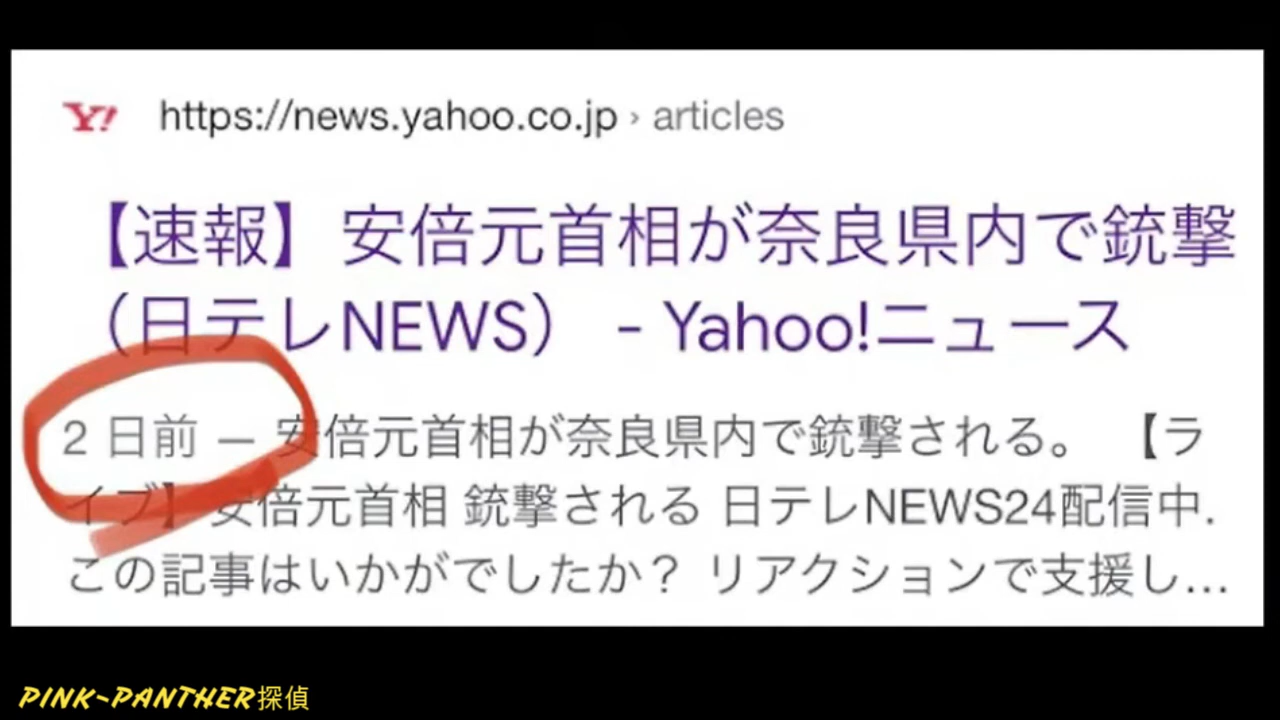 Y! https://news.yahoo.co.jp › articles
【速報】安倍元首相が奈良県内で銃撃
（日テレNEWS） - Yahoo!ニュース
2 日前 — 安倍元首相が奈良県内で銃撃される。 【ラ
イブ】安倍元首相 銃撃される 日テレNEWS24配信中.
この記事はいかがでしたか？ リアクションで支援し...
PINK-PANTHER探偵